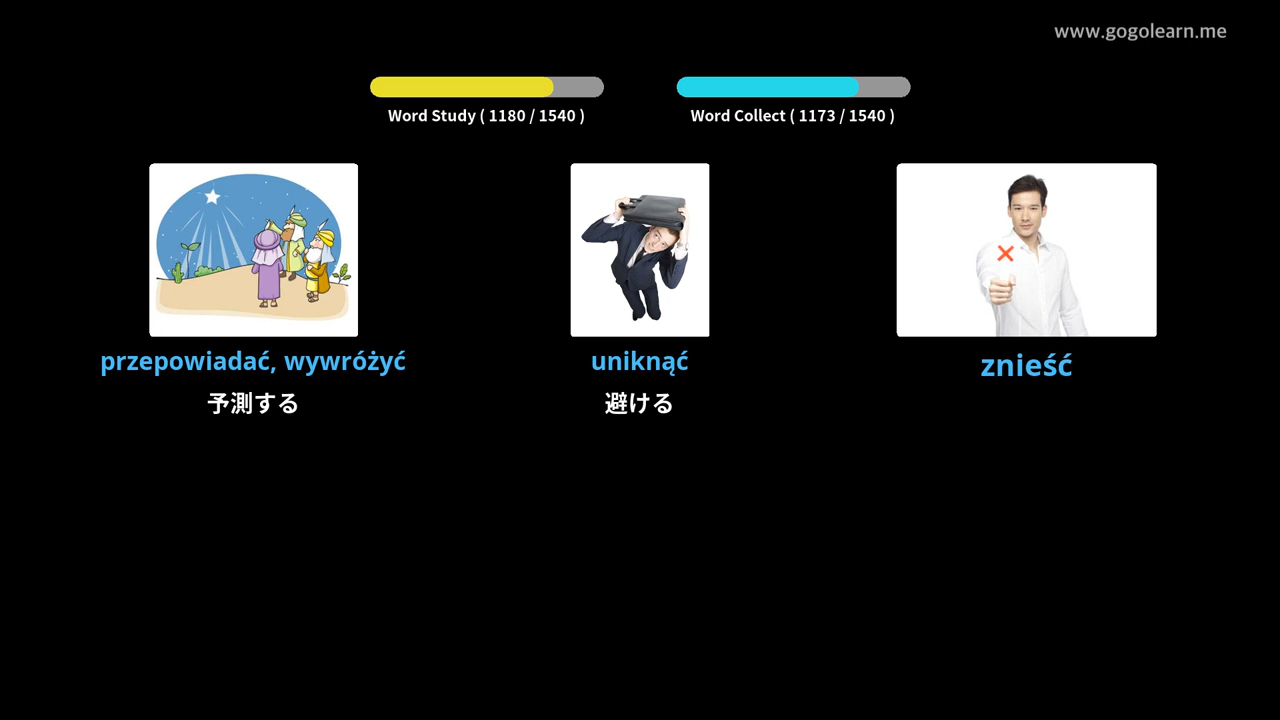 www.gogolearn.me
Word Study ( 1180 / 1540 )
Word Collect ( 1173 / 1540 )
przepowiadać, wywróżyć
予測する
uniknąć
避ける
znieść